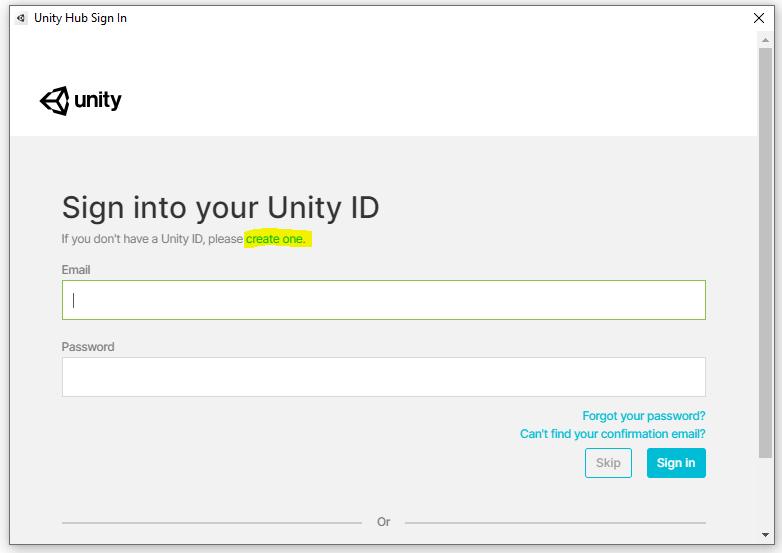 Unity Hub Sign In
unity
Sign into your Unity ID
If you don't have a Unity ID, please create one.
Email
Password
Forgot your password?
Can't find your confirmation email?
Skip
Sign in
Or